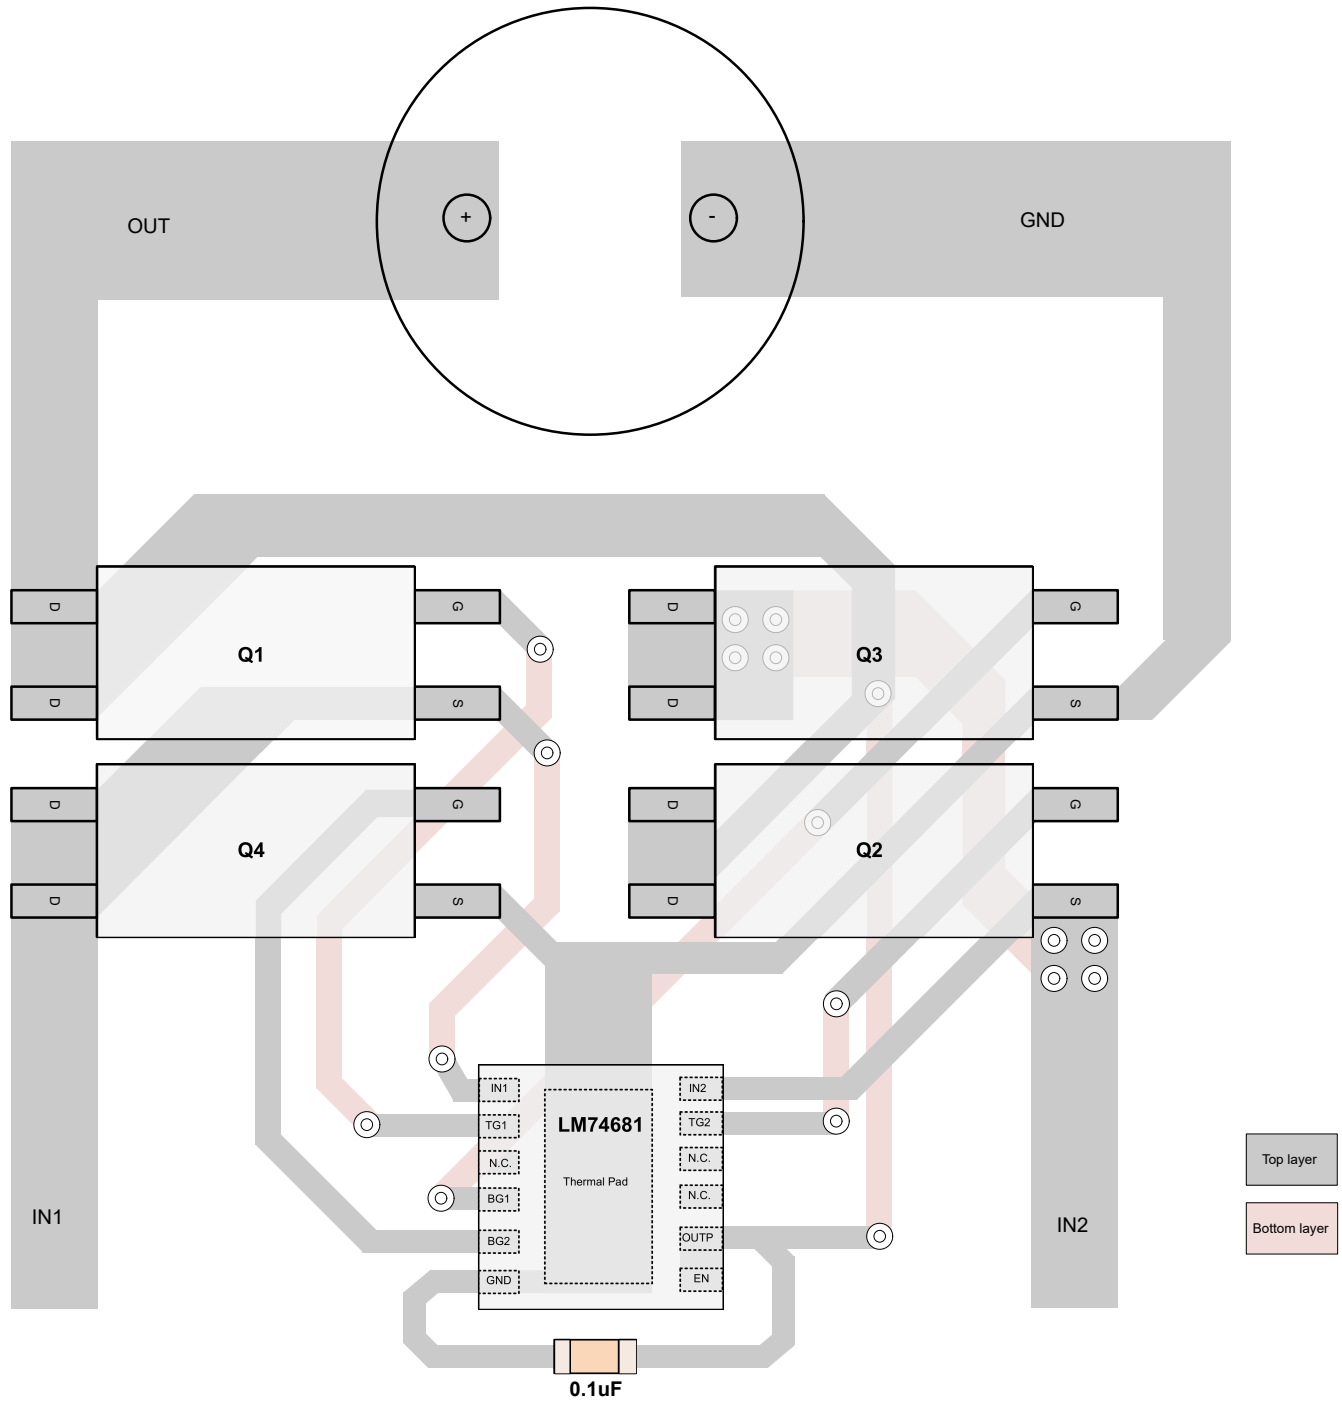 +
-
OUT
GND
D
G
D
G
Q1
Q3
D
S
D
S
D
G
D
G
Q4
Q2
D
S
D
S
IN1
IN2
TG1
LM74681
TG2
N.C.
Thermal Pad
N.C.
BG1
N.C.
BG2
OUTP
GND
EN
Top layer
Bottom layer
IN1
IN2
0.1uF